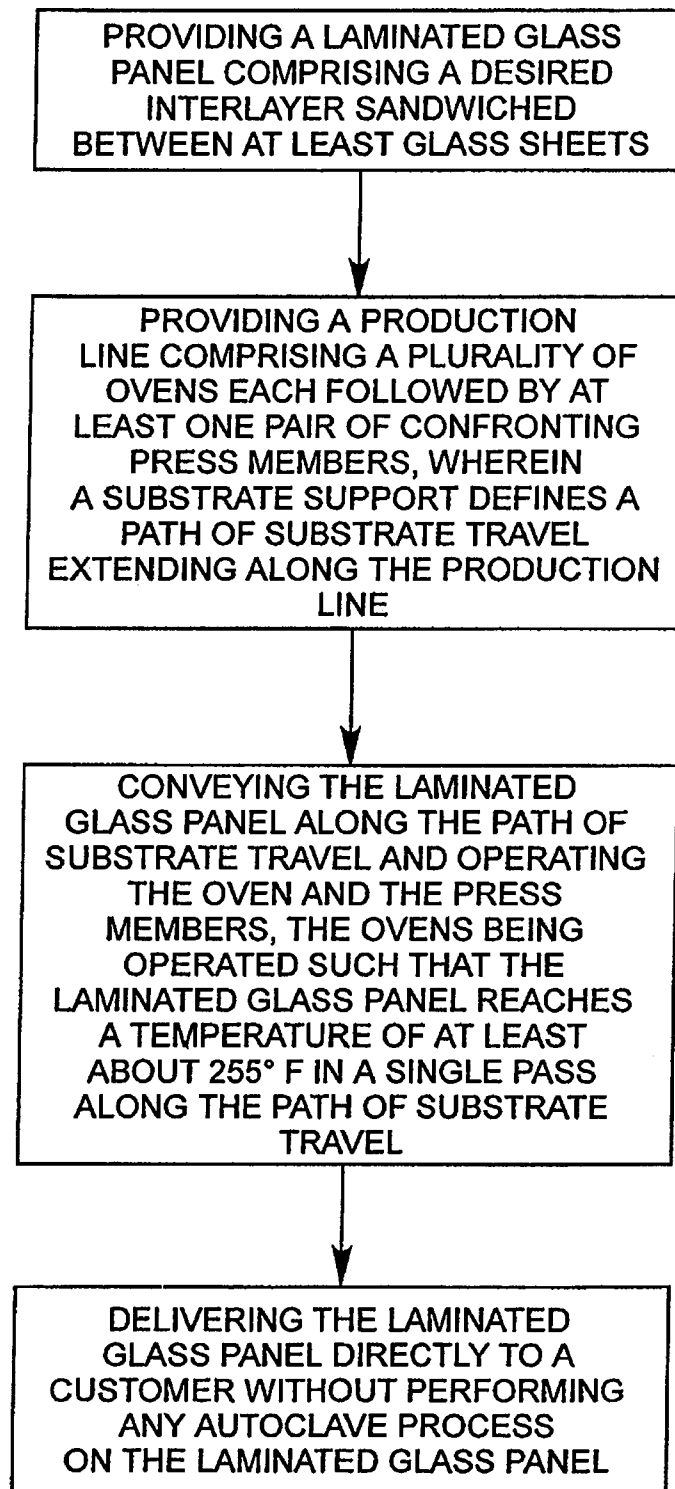 PROVIDING A LAMINATED GLASS
PANEL COMPRISING A DESIRED
INTERLAYER SANDWICHED
BETWEEN AT LEAST GLASS SHEETS
PROVIDING A PRODUCTION
LINE COMPRISING A PLURALITY OF
OVENS EACH FOLLOWED BY AT
LEAST ONE PAIR OF CONFRONTING
PRESS MEMBERS, WHEREIN
A SUBSTRATE SUPPORT DEFINES A
PATH OF SUBSTRATE TRAVEL
EXTENDING ALONG THE PRODUCTION
LINE
CONVEYING THE LAMINATED
GLASS PANEL ALONG THE PATH OF
SUBSTRATE TRAVEL AND OPERATING
THE OVEN AND THE PRESS
MEMBERS, THE OVENS BEING
OPERATED SUCH THAT THE
LAMINATED GLASS PANEL REACHES
A TEMPERATURE OF AT LEAST
ABOUT 255° F IN A SINGLE PASS
ALONG THE PATH OF SUBSTRATE
TRAVEL
DELIVERING THE LAMINATED
GLASS PANEL DIRECTLY TO A
CUSTOMER WITHOUT PERFORMING
ANY AUTOCLAVE PROCESS
ON THE LAMINATED GLASS PANEL